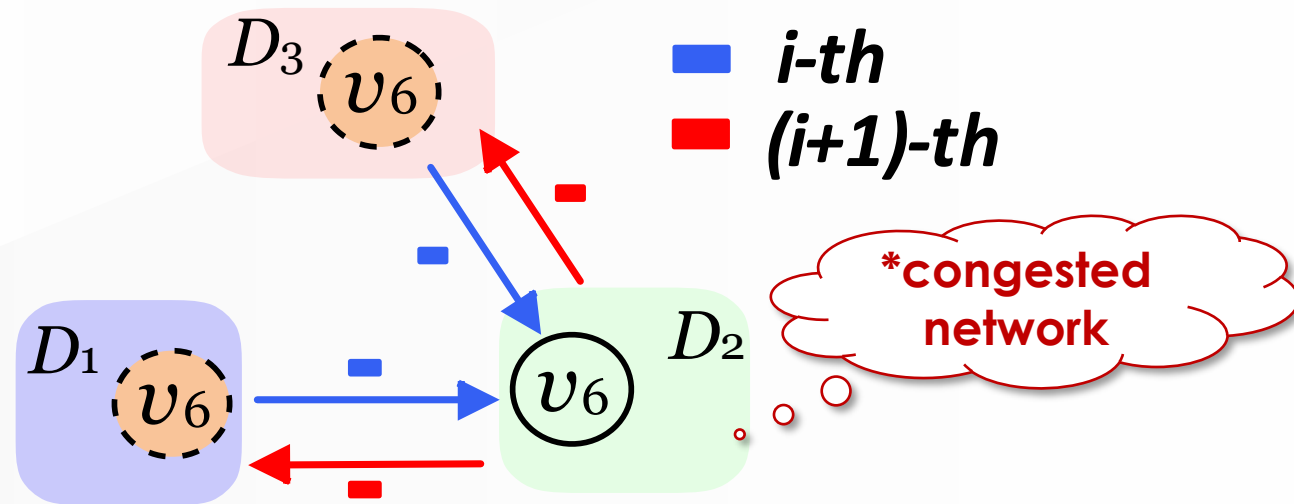 D₃
v₆
i-th
(i+1)-th
*congested
network
D₁
v₆
v₆
D₂